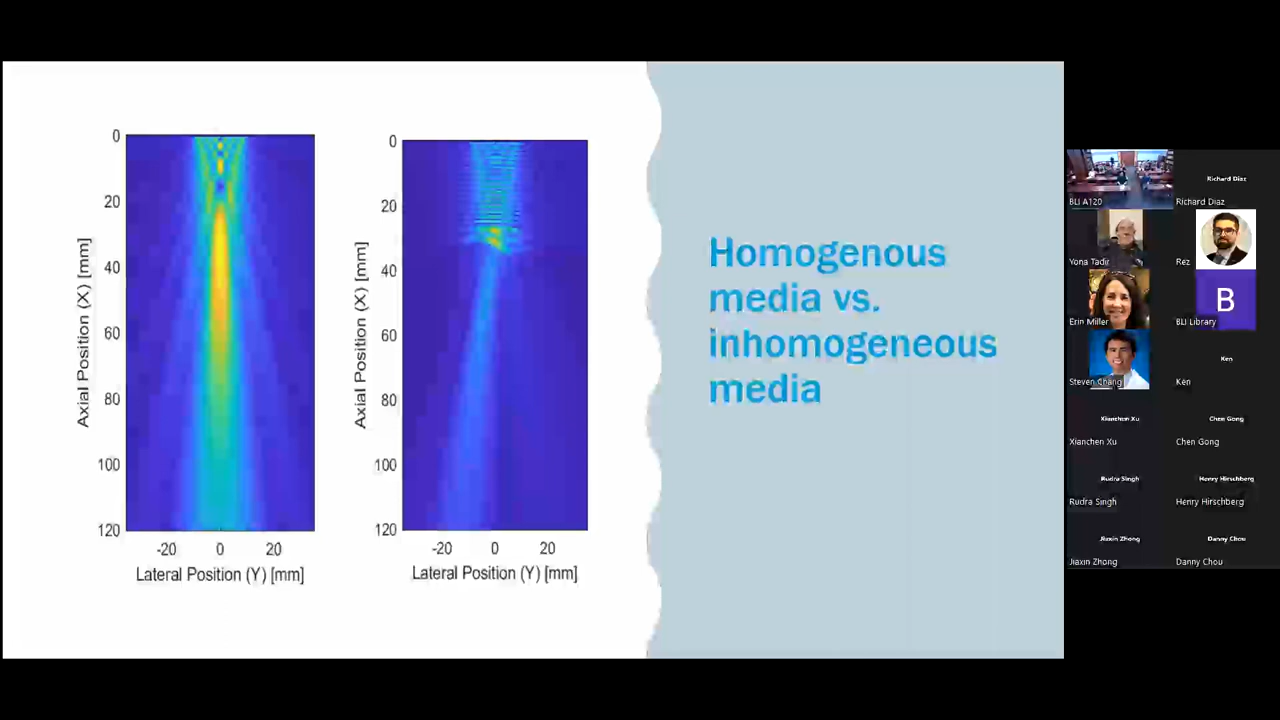 0
20
40
60
80
100
120
Axial Position (X) [mm]
-20 0 20
Lateral Position (Y) [mm]
0
20
40
60
80
100
120
Axial Position (X) [mm]
-20 0 20
Lateral Position (Y) [mm]
Homogenous
media vs.
inhomogeneous
media
BLI A120
Richard Diaz
Richard Diaz
Yona Tadir
Rez
Erin Miller
B
BLI Library
Steven Chang
Ken
Ken
Xianchen Xu
Xianchen Xu
Chen Gong
Chen Gong
Rudra Singh
Rudra Singh
Henry Hirschberg
Henry Hirschberg
Jiaxin Zhong
Jiaxin Zhong
Danny Chou
Danny Chou